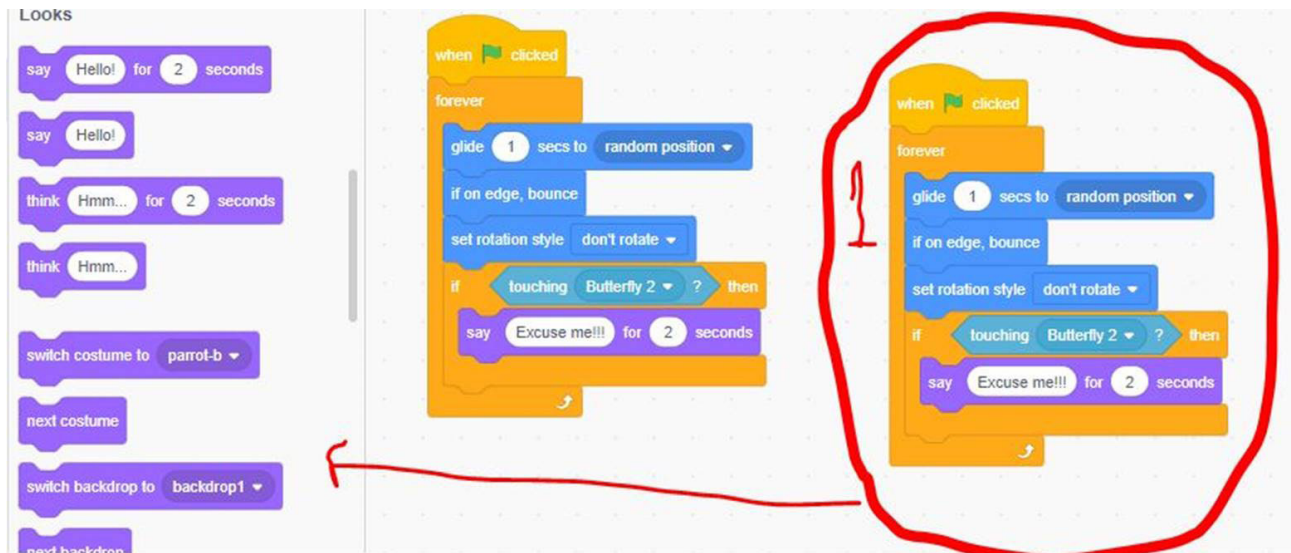 Looks
say Hello! for 2 seconds
say Hello!
think Hmm... for 2 seconds
think Hmm...
switch costume to parrot-b
next costume
switch backdrop to backdrop1
next backdrop
when clicked
forever
glide 1 secs to random position
if on edge, bounce
set rotation style don't rotate
if touching Butterfly 2 ? then
say Excuse me!!! for 2 seconds
1
when clicked
forever
glide 1 secs to random position
if on edge, bounce
set rotation style don't rotate
if touching Butterfly 2 ? then
say Excuse me!!! for 2 seconds